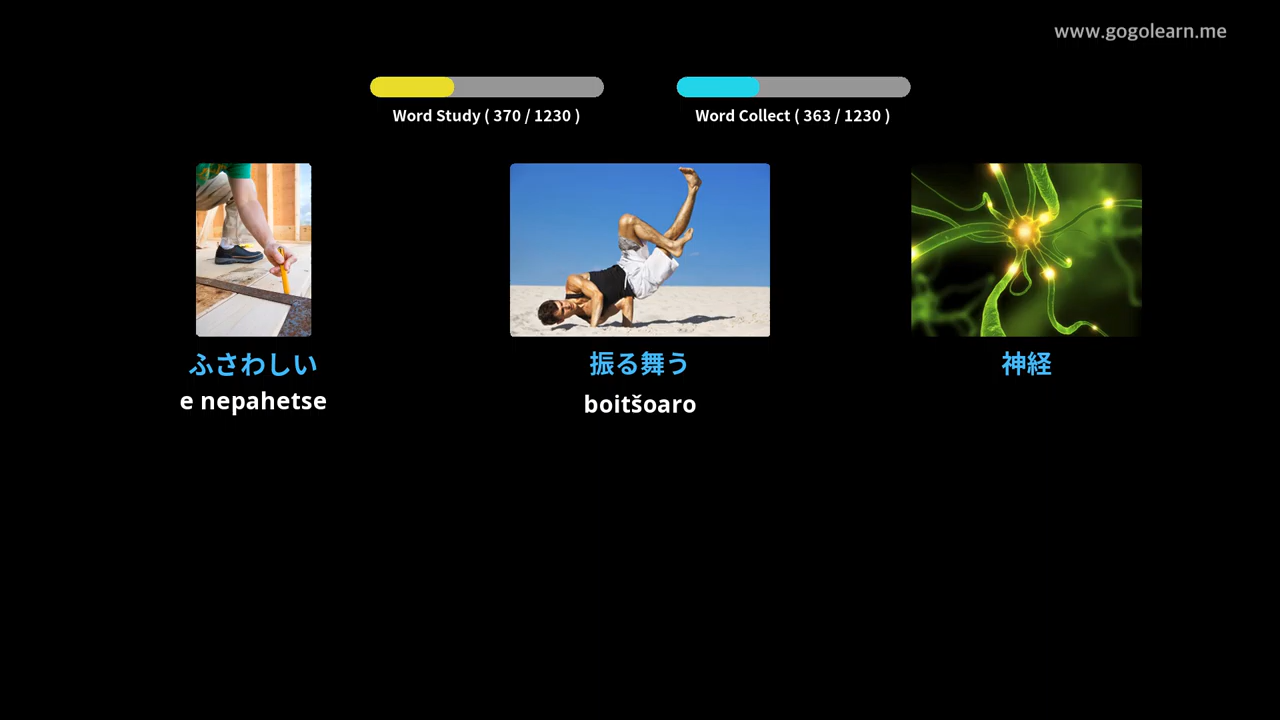 www.gogolearn.me
Word Study ( 370 / 1230 )
Word Collect ( 363 / 1230 )
ふさわしい
e nepahetse
振る舞う
boitšoaro
神経